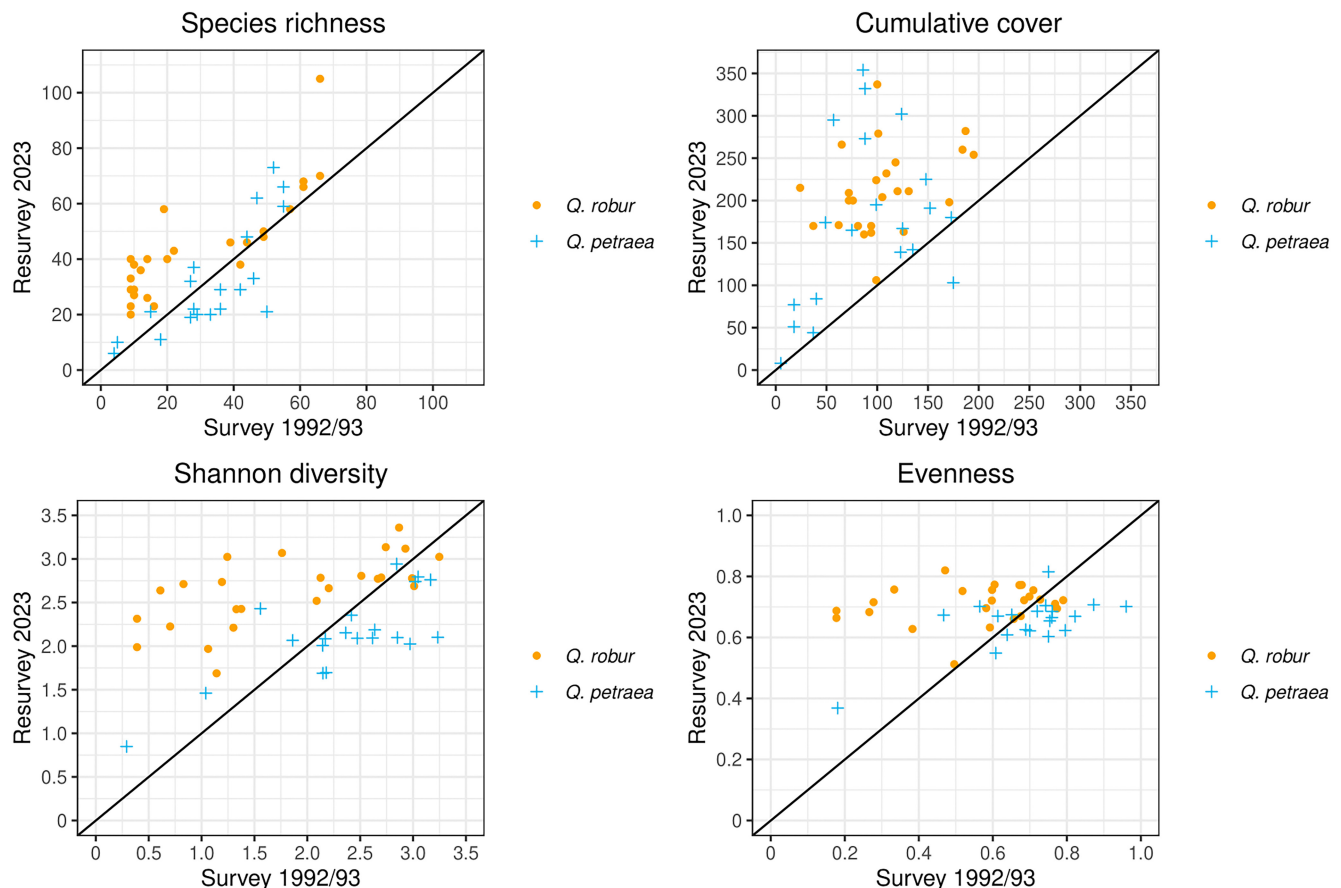 Species richness
Resurvey 2023
100
80
60
40
20
0
0 20 40 60 80 100
Survey 1992/93
Q. robur
Q. petraea
Cumulative cover
Resurvey 2023
350
300
250
200
150
100
50
0
0 50 100 150 200 250 300 350
Survey 1992/93
Q. robur
Q. petraea
Shannon diversity
Resurvey 2023
3.5
3.0
2.5
2.0
1.5
1.0
0.5
0
0 0.5 1.0 1.5 2.0 2.5 3.0 3.5
Survey 1992/93
Q. robur
Q. petraea
Evenness
Resurvey 2023
1.0
0.8
0.6
0.4
0.2
0
0 0.2 0.4 0.6 0.8 1.0
Survey 1992/93
Q. robur
Q. petraea